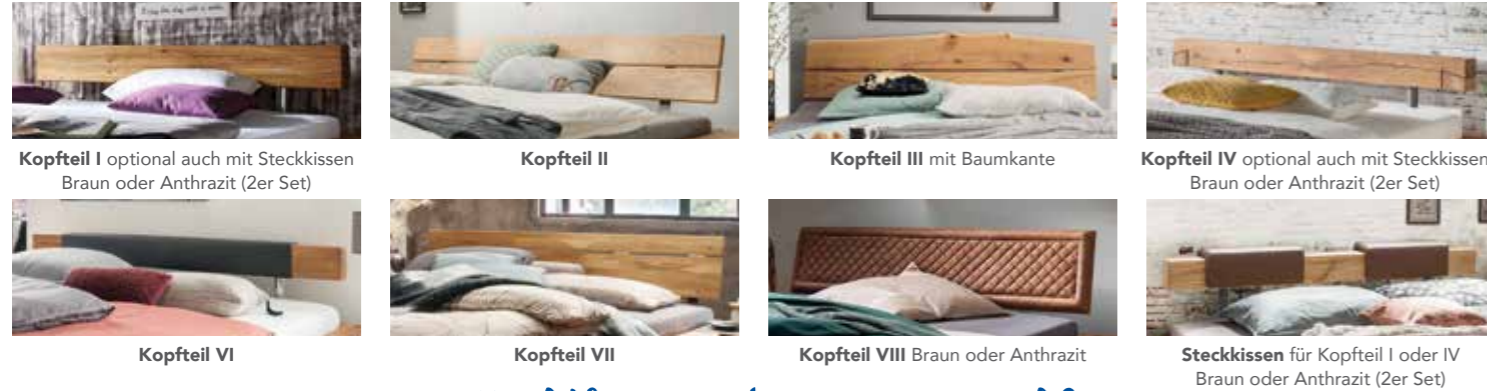 Kopfteil I optional auch mit Steckkissen
Braun oder Anthrazit (2er Set)
Kopfteil II
Kopfteil III mit Baumkante
Kopfteil IV optional auch mit Steckkissen
Braun oder Anthrazit (2er Set)
Kopfteil VI
Kopfteil VII
Kopfteil VIII Braun oder Anthrazit
Steckkissen für Kopfteil I oder IV
Braun oder Anthrazit (2er Set)